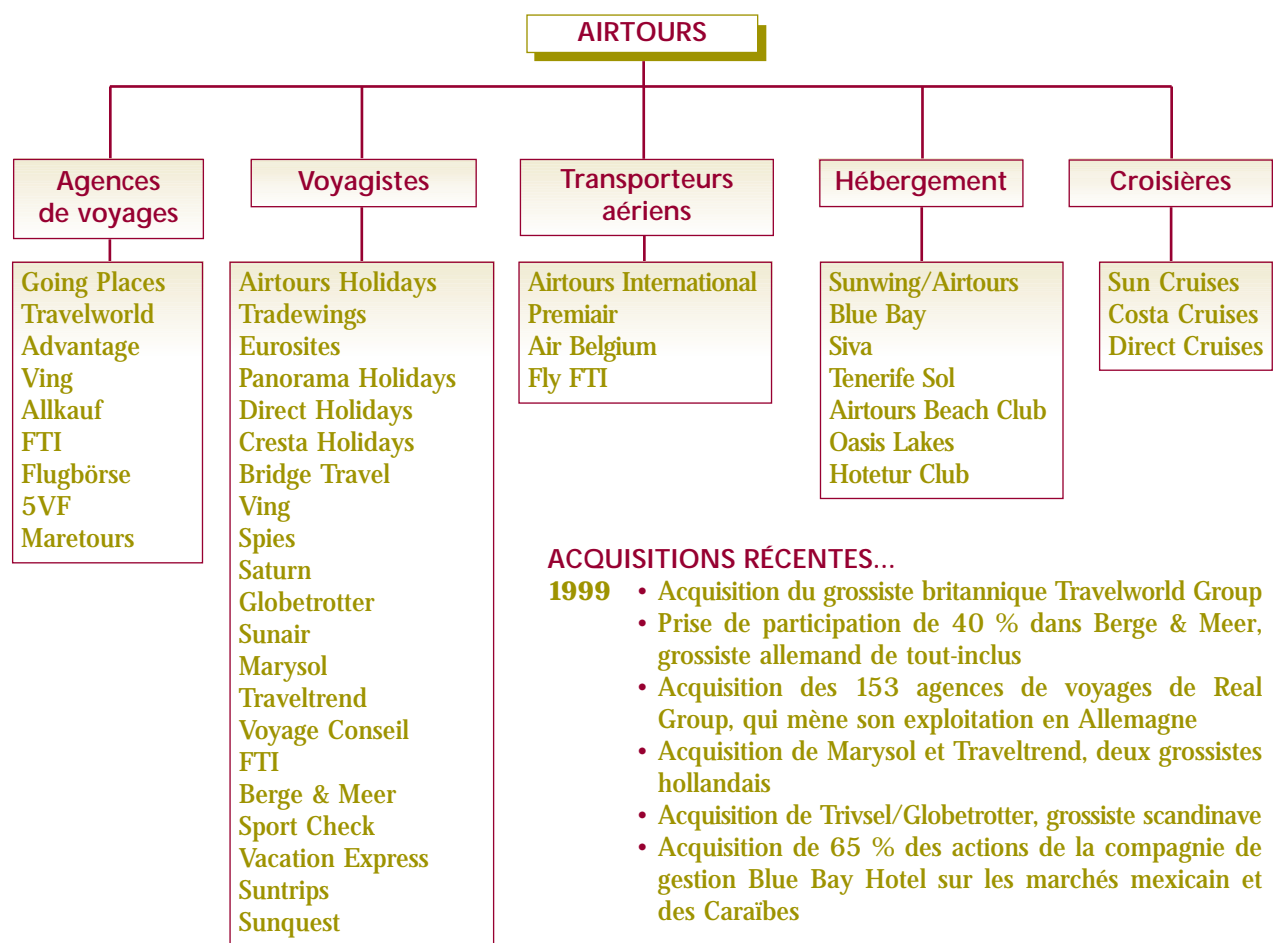 AIRTOURS
Agences
de voyages
Going Places
Travelworld
Advantage
Ving
Allkauf
FTI
Flugbörse
5VF
Maretours
Voyagistes
Airtours Holidays
Tradewings
Eurosites
Panorama Holidays
Direct Holidays
Cresta Holidays
Bridge Travel
Ving
Spies
Saturn
Globetrotter
Sunair
Marysol
Traveltrend
Voyage Conseil
FTI
Berge & Meer
Sport Check
Vacation Express
Suntrips
Sunquest
Transporteurs
aériens
Airtours International
Premiair
Air Belgium
Fly FTI
Hébergement
Sunwing/Airtours
Blue Bay
Siva
Tenerife Sol
Airtours Beach Club
Oasis Lakes
Hotetur Club
Croisières
Sun Cruises
Costa Cruises
Direct Cruises
ACQUISITIONS RÉCENTES...
1999 • Acquisition du grossiste britannique Travelworld Group
• Prise de participation de 40 % dans Berge & Meer,
grossiste allemand de tout-inclus
• Acquisition des 153 agences de voyages de Real
Group, qui mène son exploitation en Allemagne
• Acquisition de Marysol et Traveltrend, deux grossistes
hollandais
• Acquisition de Trivsel/Globetrotter, grossiste scandinave
• Acquisition de 65 % des actions de la compagnie de
gestion Blue Bay Hotel sur les marchés mexicain et
des Caraïbes